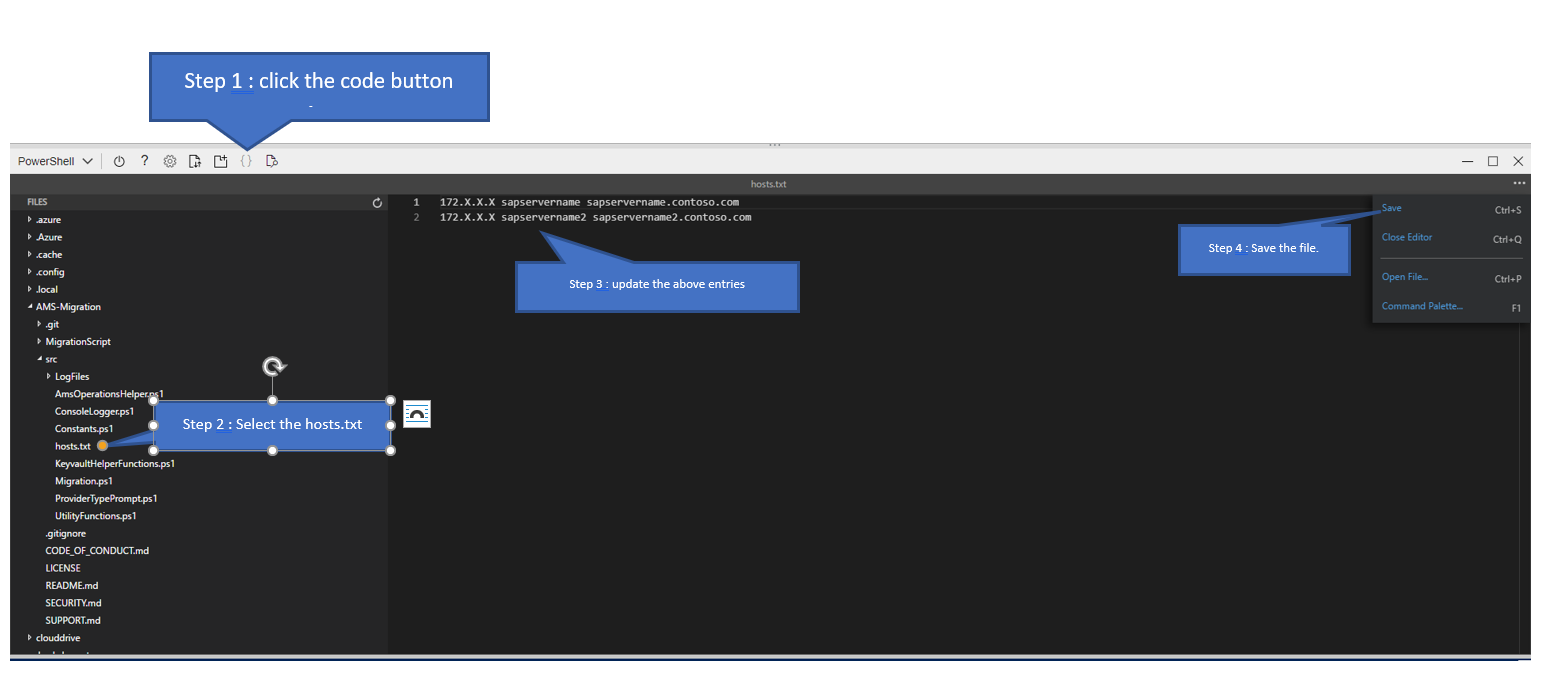 Step 1 : click the code button
-
PowerShell
?
{ }
hosts.txt
FILES
.azure
.Azure
.cache
.config
.local
AMS-Migration
.git
MigrationScript
src
LogFiles
AmsOperationsHelper.ps1
ConsoleLogger.ps1
Constants.ps1
hosts.txt
KeyvaultHelperFunctions.ps1
Migration.ps1
ProviderTypePrompt.ps1
UtilityFunctions.ps1
.gitignore
CODE_OF_CONDUCT.md
LICENSE
README.md
SECURITY.md
SUPPORT.md
clouddrive
Step 2 : Select the hosts.txt
1 172.X.X.X sapservername sapservername.contoso.com
2 172.X.X.X sapservername2 sapservername2.contoso.com
Step 3 : update the above entries
Step 4 : Save the file.
Save Ctrl+S
Close Editor Ctrl+Q
Open File... Ctrl+P
Command Palette... F1